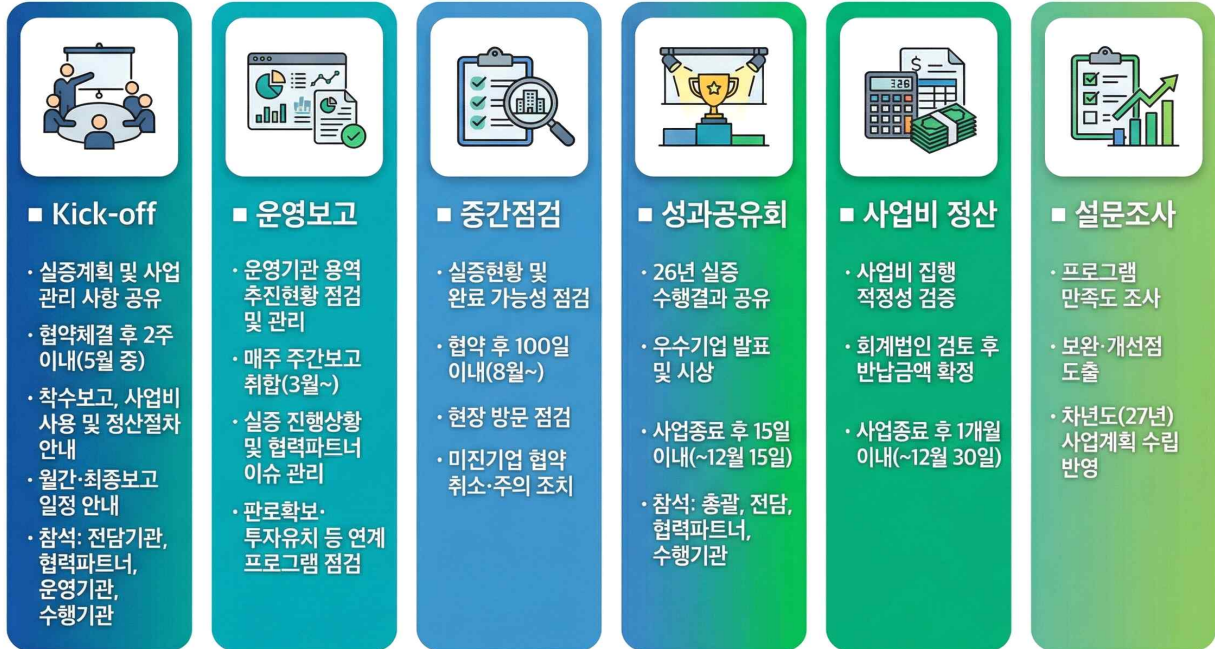 ■ Kick-off
· 실증계획 및 사업
관리 사항 공유
· 협약체결 후 2주
이내(5월 중)
· 착수보고, 사업비
사용 및 정산절차
안내
· 월간·최종보고
일정 안내
· 참석: 전담기관,
협력파트너,
운영기관,
수행기관
■ 운영보고
· 운영기관 용역
추진현황 점검
및 관리
· 매주 주간보고
취합(3월~)
· 실증 진행상황
및 협력파트너
이슈 관리
· 판로확보·
투자유치 등 연계
프로그램 점검
■ 중간점검
· 실증현황 및
완료 가능성 점검
· 협약 후 100일
이내(8월~)
· 현장 방문 점검
· 미진기업 협약
취소·주의 조치
■ 성과공유회
· 26년 실증
수행결과 공유
· 우수기업 발표
및 시상
· 사업종료 후 15일
이내(~12월 15일)
· 참석: 총괄, 전담,
협력파트너,
수행기관
$
■ 사업비 정산
· 사업비 집행
적정성 검증
· 회계법인 검토 후
반납금액 확정
· 사업종료 후 1개월
이내(~12월 30일)
■ 설문조사
· 프로그램
만족도 조사
· 보완·개선점
도출
· 차년도(27년)
사업계획 수립
반영